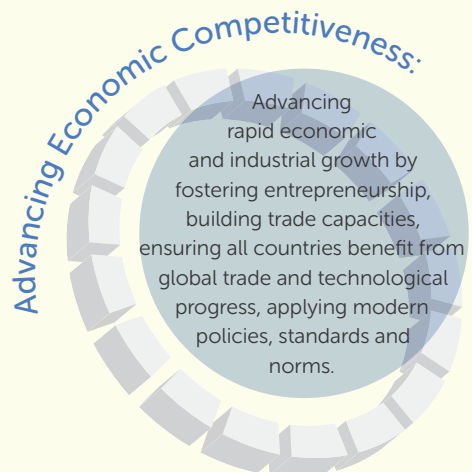 Advancing Economic Competitiveness:
Advancing
rapid economic
and industrial growth by
fostering entrepreneurship,
building trade capacities,
ensuring all countries benefit from
global trade and technological
progress, applying modern
policies, standards and
norms.